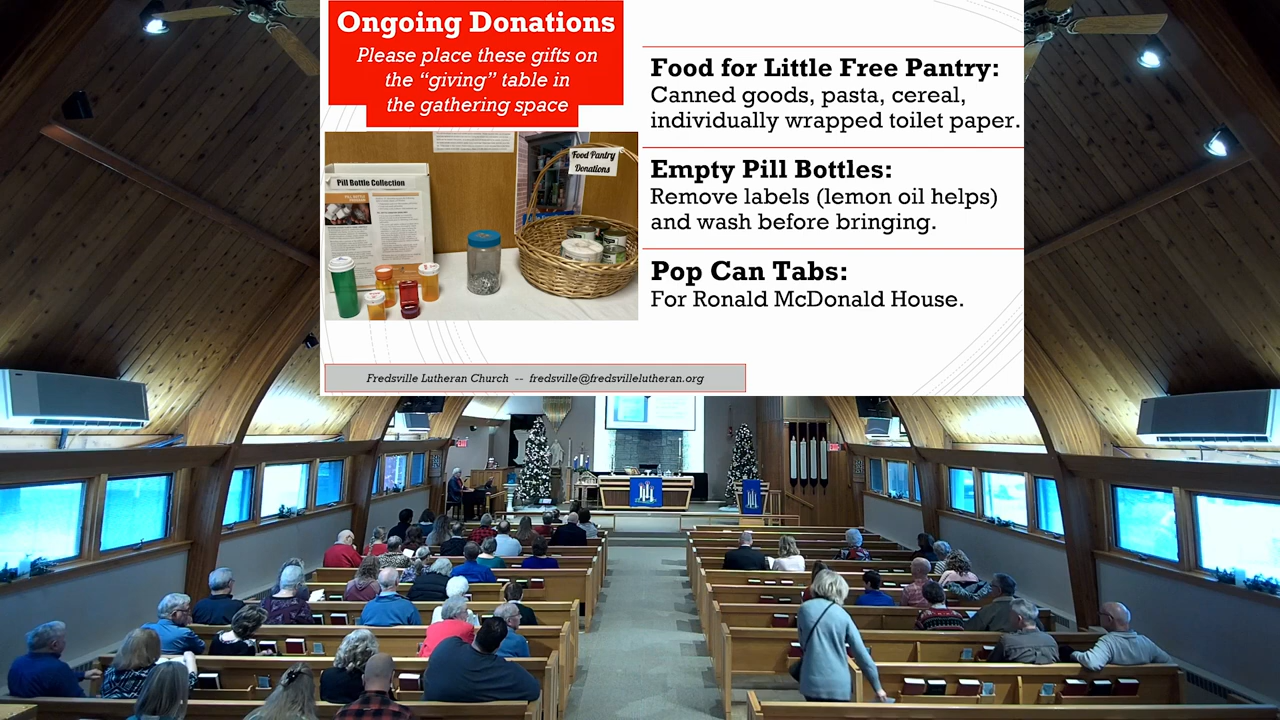 Ongoing Donations
Please place these gifts on
the “giving” table in
the gathering space
Food for Little Free Pantry:
Canned goods, pasta, cereal,
individually wrapped toilet paper.
Empty Pill Bottles:
Remove labels (lemon oil helps)
and wash before bringing.
Pop Can Tabs:
For Ronald McDonald House.
Pill Bottle Collection
Food Pantry
Donations
Fredsville Lutheran Church -- fredsville@fredsvillelutheran.org